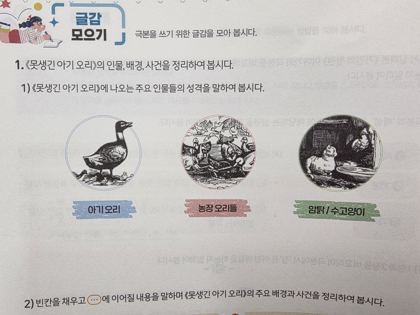 글감
모으기
극본을 쓰기 위한 글감을 모아 봅시다.
1. 《못생긴 아기 오리》의 인물, 배경, 사건을 정리하여 봅시다.
1) 《못생긴 아기 오리》에 나오는 주요 인물들의 성격을 말하여 봅시다.
아기 오리
농장 오리들
암탉 / 수고양이
2) 빈칸을 채우고 ⋯에 이어질 내용을 말하며 《못생긴 아기 오리》의 주요 배경과 사건을 정리하여 봅시다.